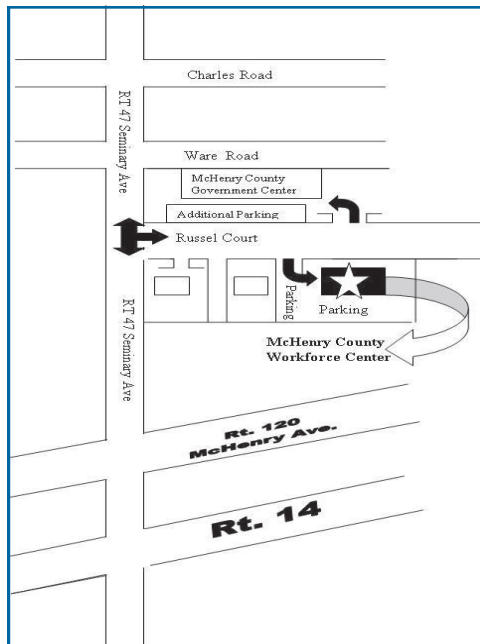 Charles Road
RT 47 Seminary Ave
Ware Road
McHenry County
Government Center
Additional Parking
Russel Court
Parking
Parking
RT 47 Seminary Ave
McHenry County
Workforce Center
Rt. 120
McHenry Ave.
Rt. 14